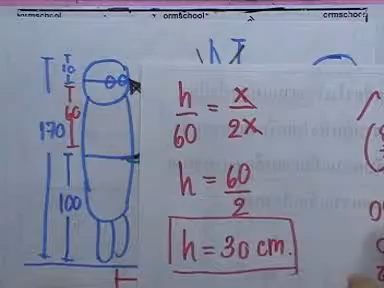 ormschool
ormSchool
ormschool
h
10
60
170
100
h/60 = x/2x
h = 60/2
h = 30 cm.